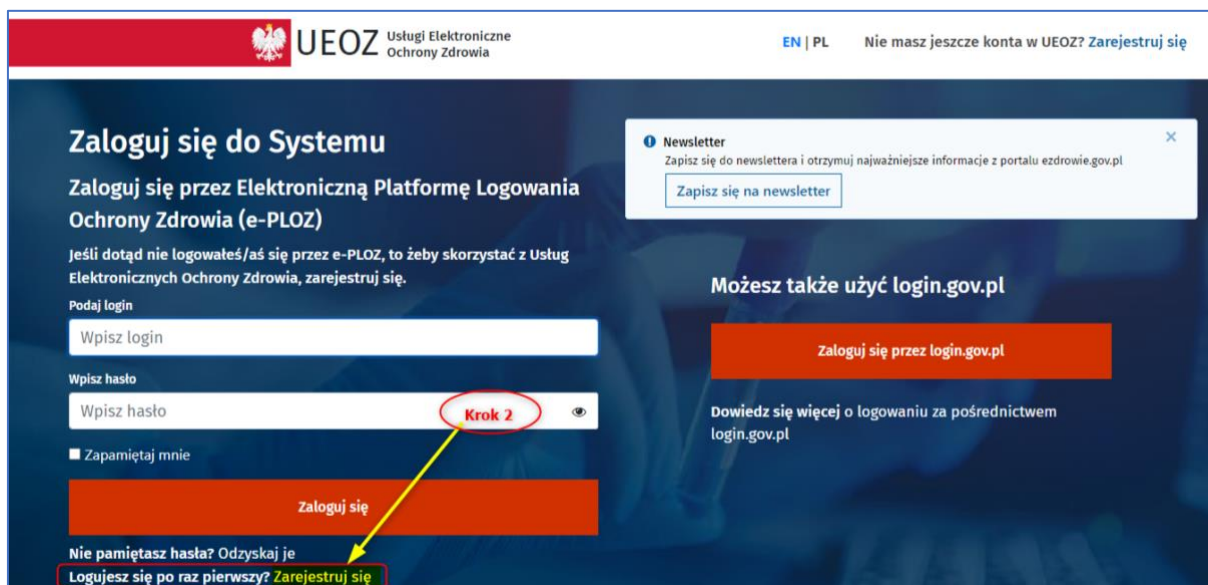 UEOZ Usługi Elektroniczne
Ochrony Zdrowia
EN | PL
Nie masz jeszcze konta w UEOZ? Zarejestruj się
Zaloguj się do Systemu
Zaloguj się przez Elektroniczną Platformę Logowania
Ochrony Zdrowia (e-PLOZ)
Jeśli dotąd nie logowałeś/aś się przez e-PLOZ, to żeby skorzystać z Usług
Elektronicznych Ochrony Zdrowia, zarejestruj się.
Podaj login
Wpisz login
Wpisz hasło
Wpisz hasło
Krok 2
Zapamiętaj mnie
Zaloguj się
Nie pamiętasz hasła? Odzyskaj je
Logujesz się po raz pierwszy? Zarejestruj się
Newsletter
Zapisz się do newslettera i otrzymuj najważniejsze informacje z portalu ezdrowie.gov.pl
Zapisz się na newsletter
Możesz także użyć login.gov.pl
Zaloguj się przez login.gov.pl
Dowiedz się więcej o logowaniu za pośrednictwem
login.gov.pl